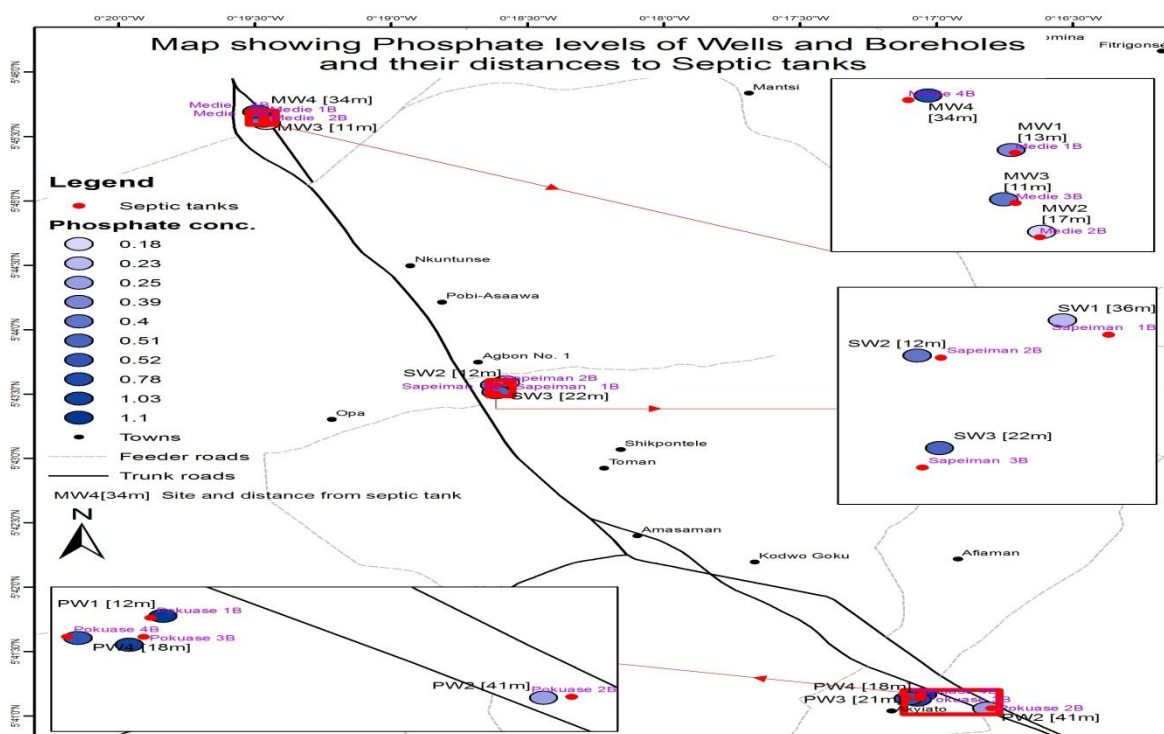 0°20'0"W
0°19'30"W
0°19'0"W
0°18'30"W
0°18'0"W
0°17'30"W
0°17'0"W
0°16'30"W
Map showing Phosphate levels of Wells and Boreholes
and their distances to Septic tanks
omina
Fitrigonse
Mantsi
MW4 [34m]
Medie 1B
Medie
Medie 2B
MW3 [11m]
Medie 4B
MW4
[34m]
MW1
[13m]
Medie 1B
MW3
[11m]
Medie 3B
MW2
[17m]
Medie 2B
Legend
Septic tanks
Phosphate conc.
0.18
0.23
0.25
0.39
0.4
0.51
0.52
0.78
1.03
1.1
Towns
Feeder roads
Trunk roads
MW4[34m] Site and distance from septic tank
N
Nkuntunse
Pobi-Asaawa
Agbon No. 1
SW2 [12m]
Sapeiman 2B
Sapeiman
Sapeiman 1B
SW3 [22m]
Opa
Shikpontele
Toman
SW1 [36m]
Sapeiman 1B
SW2 [12m]
Sapeiman 2B
SW3 [22m]
Sapeiman 3B
Amasaman
Kodwo Goku
Afiaman
PW1 [12m]
Pokuase 1B
Pokuase 4B
Pokuase 3B
PW4 [18m]
PW2 [41m]
Pokuase 2B
PW4 [18m]
PW3 [21m]
Akyiato
Pokuase 2B
PW2 [41m]